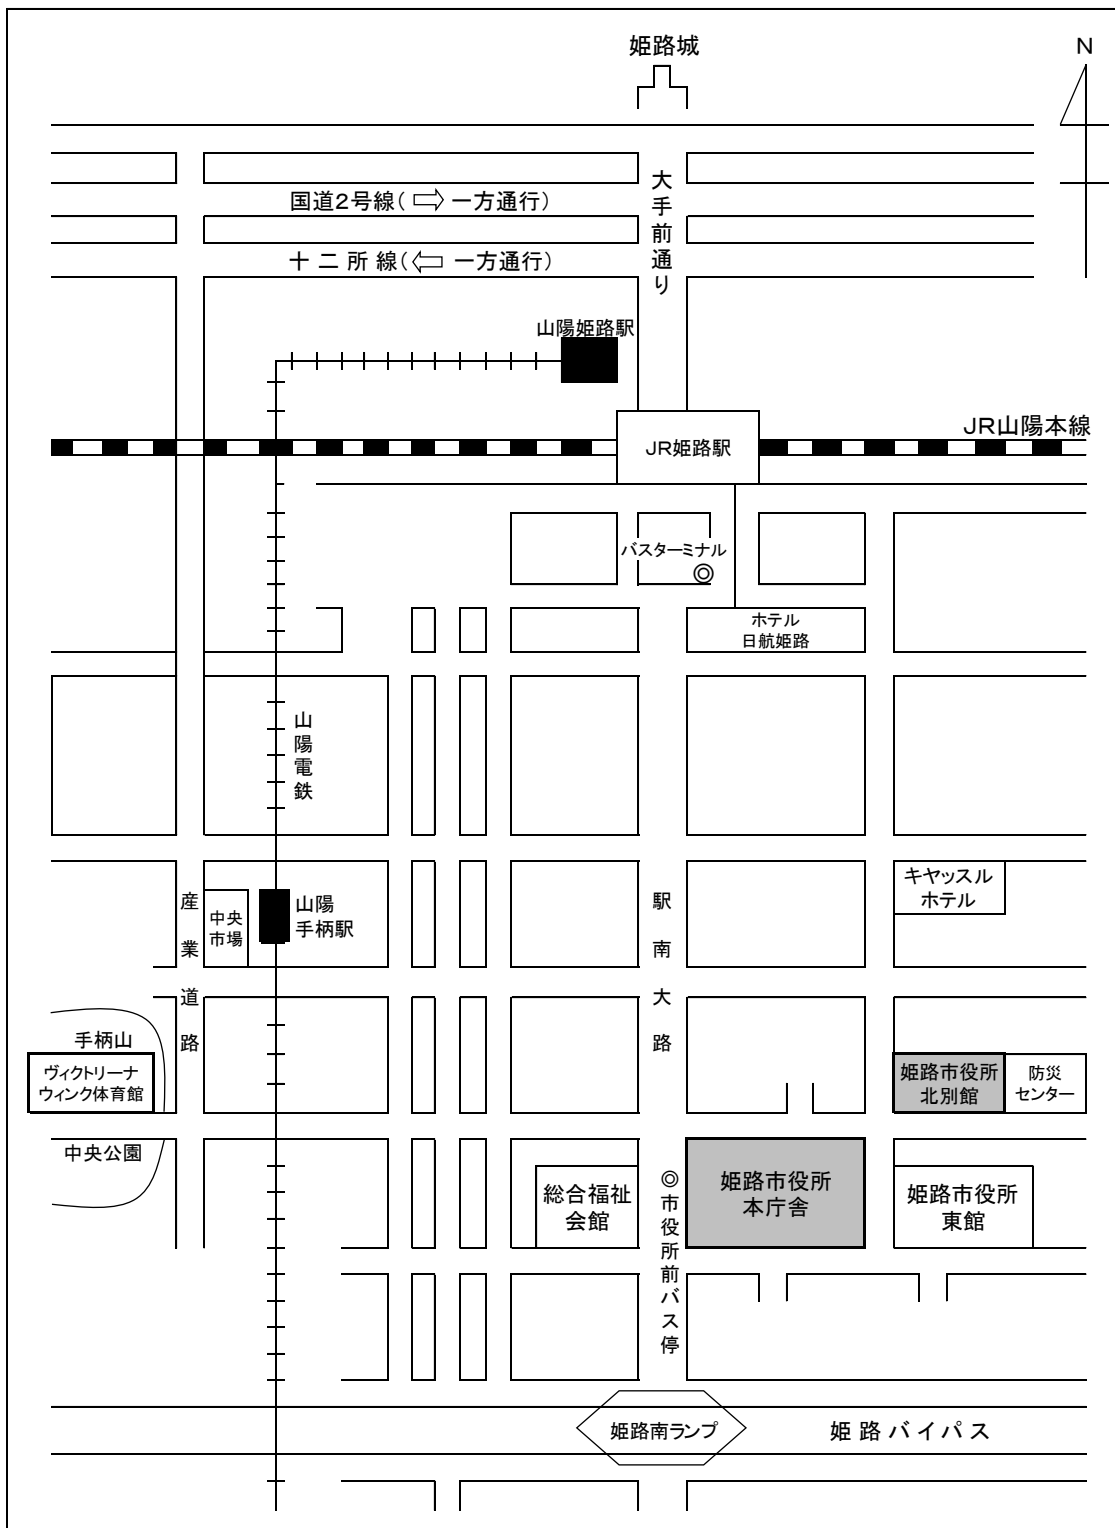 姫路城
N
大手前通り
国道2号線(⇨一方通行)
十二所線(⇦ 一方通行)
山陽姫路駅
JR山陽本線
JR姫路駅
バスターミナル
◎
ホテル
日航姫路
山陽電鉄
キヤッスル
ホテル
産業道路
中央
市場
山陽
手柄駅
駅南大路
手柄山
ヴィクトリーナ
ウィンク体育館
姫路市役所
北別館
防災
センター
中央公園
総合福祉
会館
◎市役所前バス停
姫路市役所
本庁舎
姫路市役所
東館
姫路南ランプ
姫路バイパス